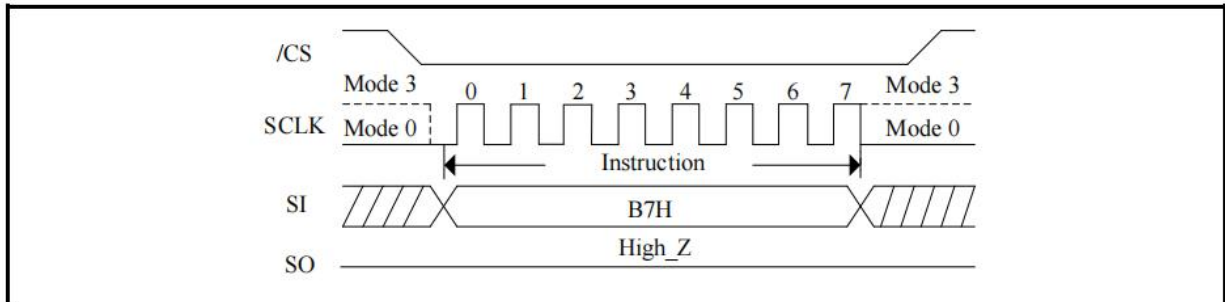 /CS
Mode 3 0 1 2 3 4 5 6 7 Mode 3
SCLK Mode 0 Mode 0
Instruction
SI B7H
High_Z
SO